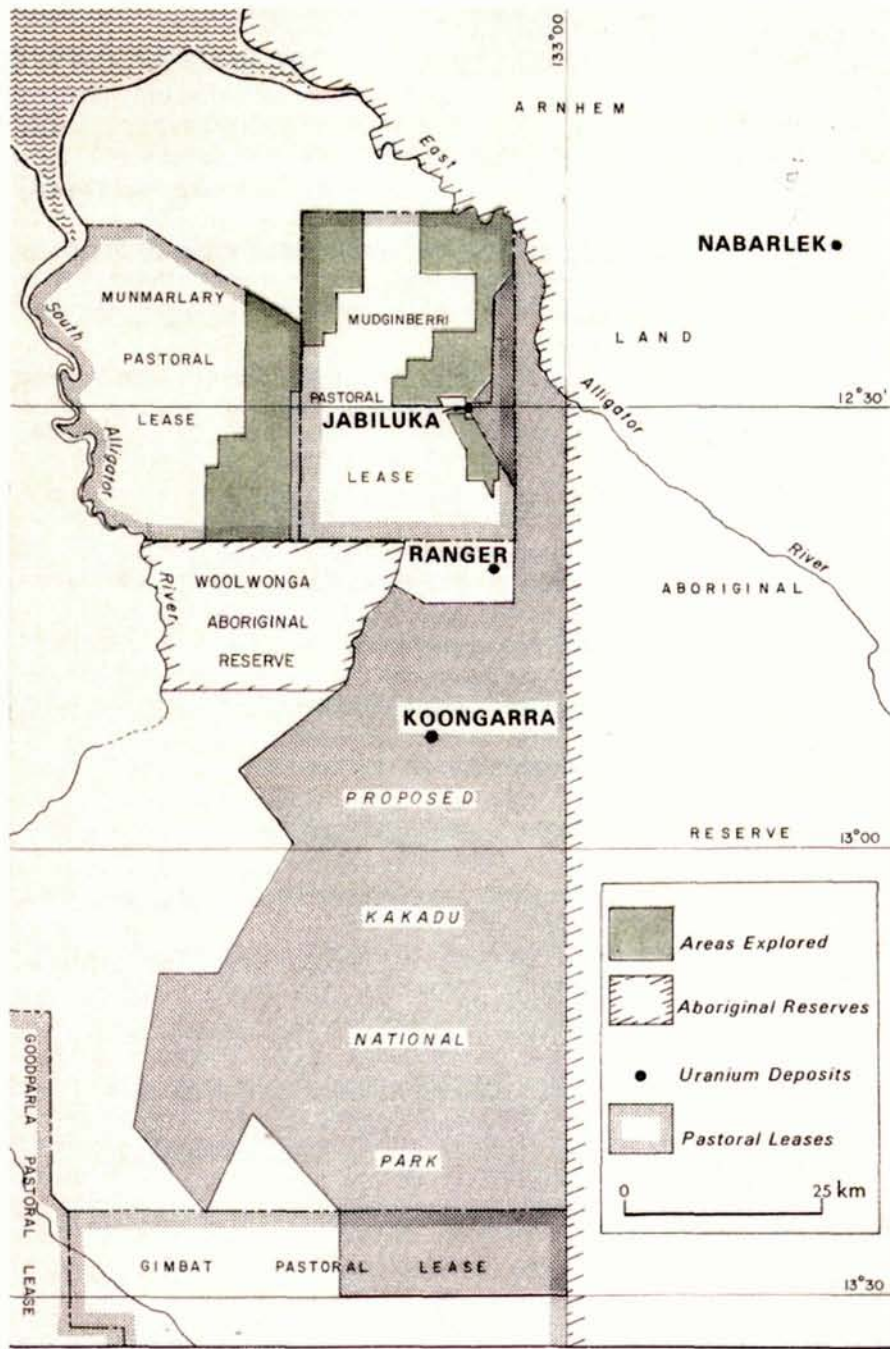 133°00
ARNHEM
East
NABARLEK
MUNMARLARY
MUDGINBERRI
South
LAND
PASTORAL
PASTORAL
Alligator
12°30'
JABILUKA
LEASE
Alligator
LEASE
RANGER
River
WOOLWONGA
River
ABORIGINAL
ABORIGINAL
RESERVE
KOONGARRA
PROPOSED
RESERVE
13°00
KAKADU
Areas Explored
Aboriginal Reserves
NATIONAL
GOODPARLA PASTORAL LEASE
Uranium Deposits
Pastoral Leases
PARK
0 25 km
GIMBAT PASTORAL LEASE
13°30